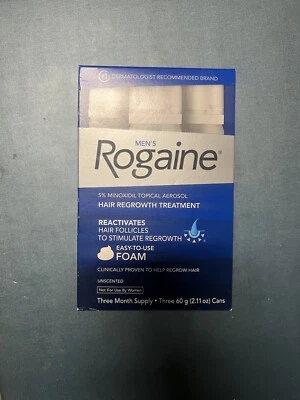 #1 DERMATOLOGIST RECOMMENDED BRAND
MEN'S
Rogaine®
5% MINOXIDIL TOPICAL AEROSOL
HAIR REGROWTH TREATMENT
REACTIVATES
HAIR FOLLICLES
TO STIMULATE REGROWTH
EASY-TO-USE
FOAM
CLINICALLY PROVEN TO HELP REGROW HAIR
UNSCENTED
Not For Use By Women
Three Month Supply • Three 60 g (2.11 oz) Cans